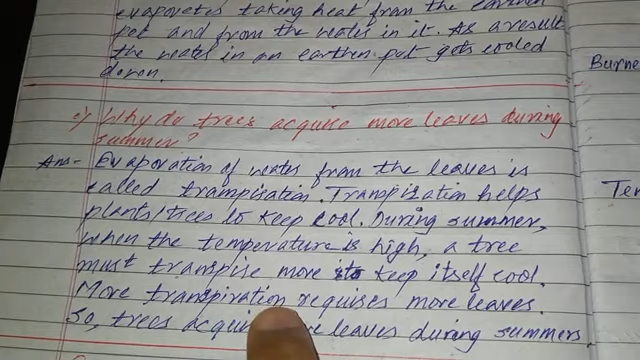 evaporates taking heat from the earthen
pot and from the water in it. As a result
the water in an earthen pot gets cooled
down.
Burne
c) Why do trees acquire more leaves during
summer?
Ans- Evaporation of water from the leaves is
called transpiration. Transpiration helps
plants/trees to keep cool. During summer,
when the temperature is high, a tree
must transpire more to keep itself cool.
More transpiration requires more leaves.
So, trees acqui re leaves during summers
Ter